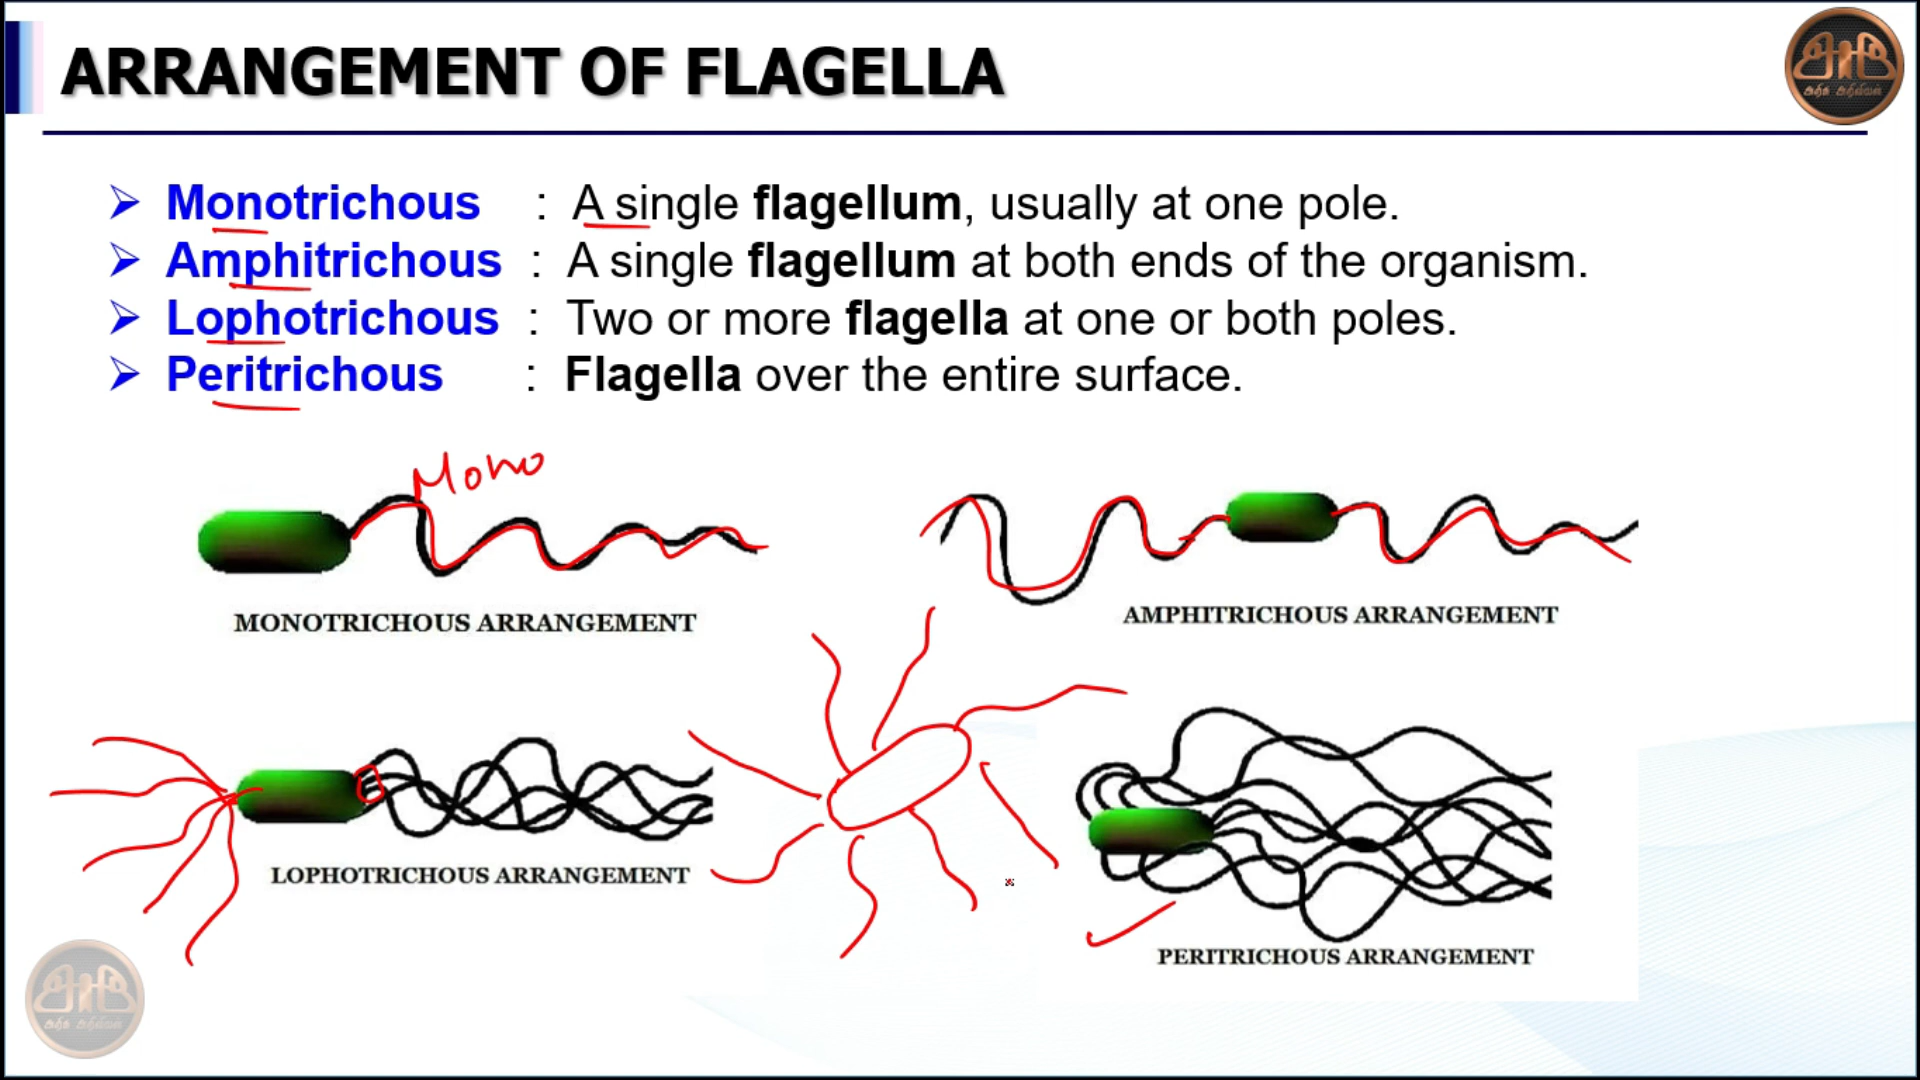 ARRANGEMENT OF FLAGELLA
➢ Monotrichous : A single flagellum, usually at one pole.
➢ Amphitrichous : A single flagellum at both ends of the organism.
➢ Lophotrichous : Two or more flagella at one or both poles.
➢ Peritrichous : Flagella over the entire surface.
Mono
MONOTRICHOUS ARRANGEMENT
AMPHITRICHOUS ARRANGEMENT
LOPHOTRICHOUS ARRANGEMENT
PERITRICHOUS ARRANGEMENT